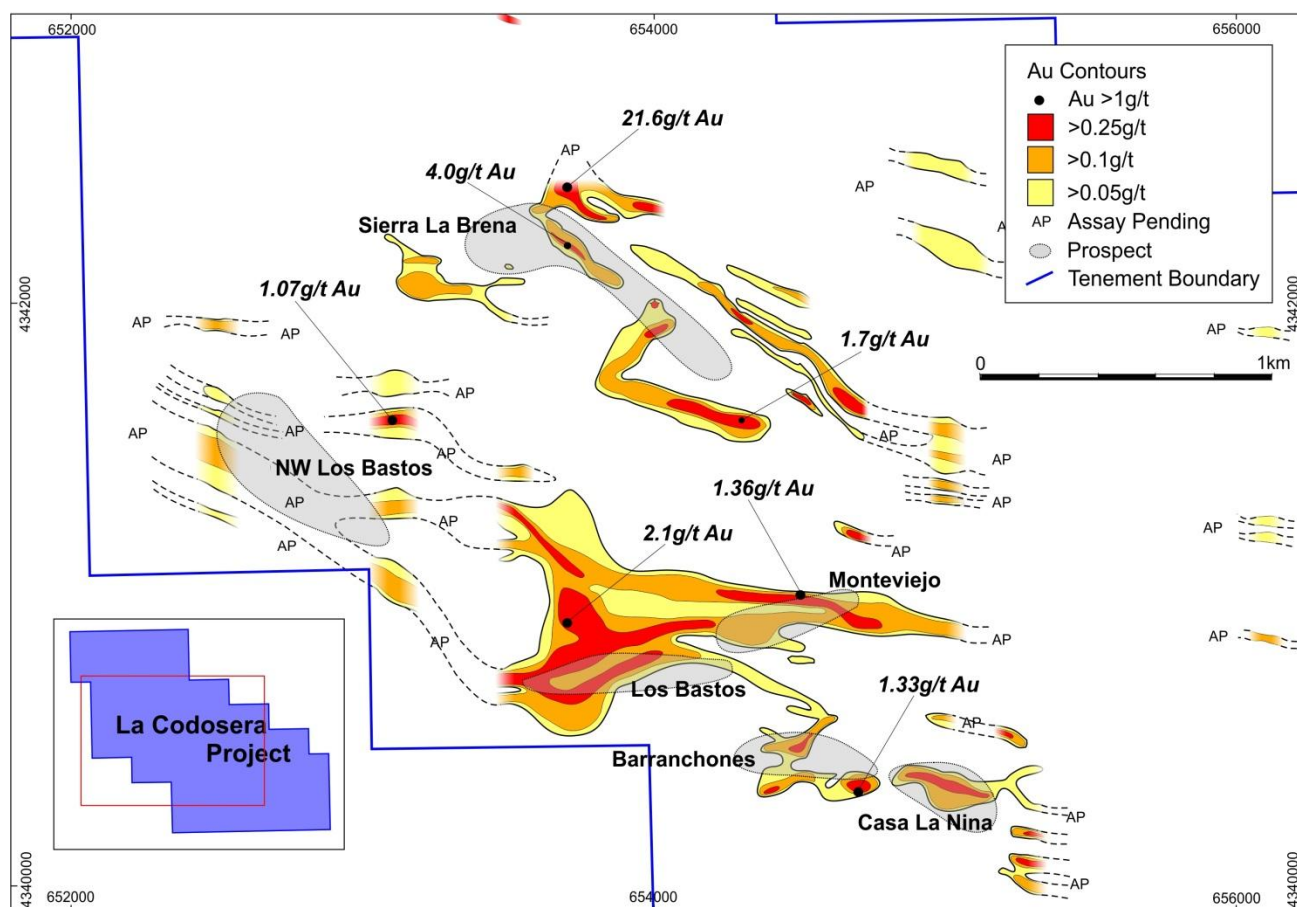 652000
654000
656000
Au Contours
Au >1g/t
>0.25g/t
>0.1g/t
>0.05g/t
AP Assay Pending
Prospect
Tenement Boundary
21.6g/t Au
AP
4.0g/t Au
AP
Sierra La Brena
4342000
4342000
1.07g/t Au
0
1km
AP
AP
AP
1.7g/t Au
AP
AP
AP
AP
AP
AP
NW Los Bastos
AP
AP
1.36g/t Au
AP
AP
AP
AP
2.1g/t Au
AP
Monteviejo
AP
AP
AP
Los Bastos
1.33g/t Au
La Codosera
Project
AP
Barranchones
Casa La Nina
AP
AP
4340000
4340000
652000
654000
656000